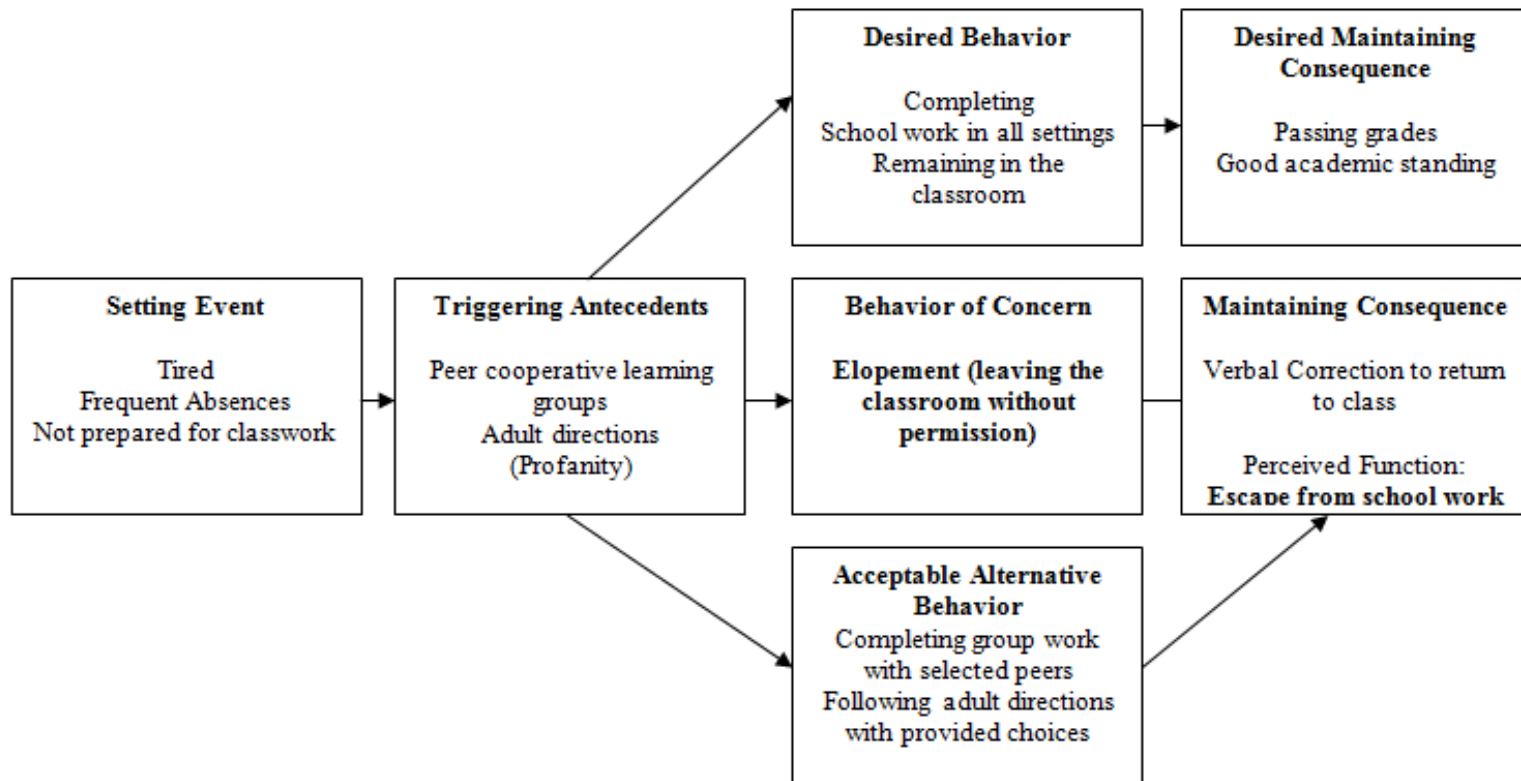 Desired Behavior
Completing
School work in all settings
Remaining in the
classroom
Desired Maintaining
Consequence
Passing grades
Good academic standing
Setting Event
Tired
Frequent Absences
Not prepared for classwork
Triggering Antecedents
Peer cooperative learning
groups
Adult directions
(Profanity)
Behavior of Concern
Elopement (leaving the
classroom without
permission)
Maintaining Consequence
Verbal Correction to return
to class
Perceived Function:
Escape from school work
Acceptable Alternative
Behavior
Completing group work
with selected peers
Following adult directions
with provided choices